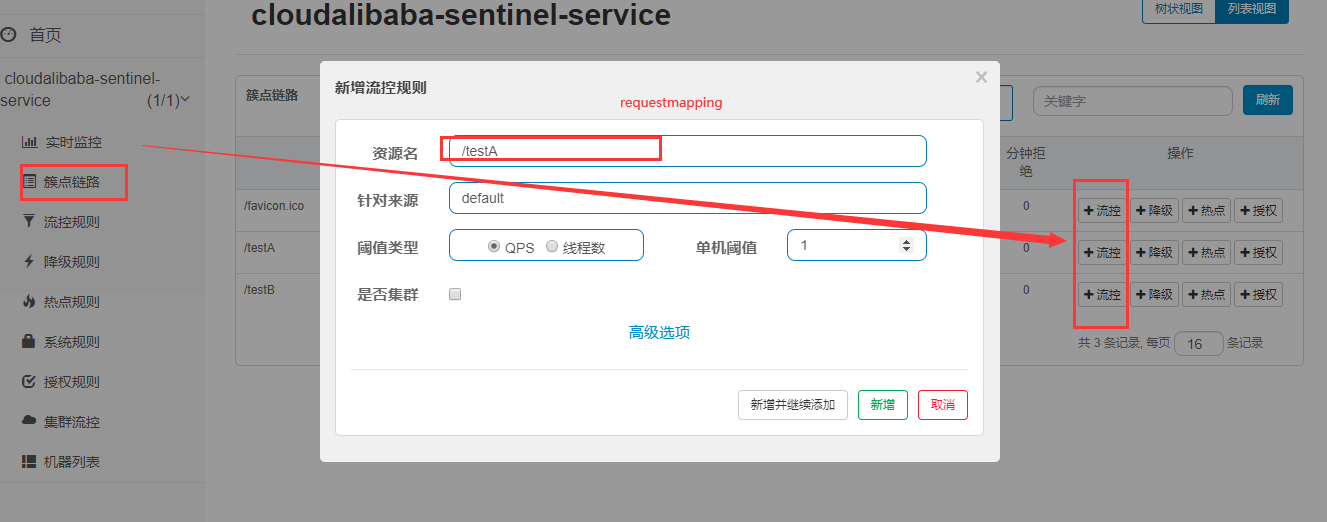 cloudalibaba-sentinel-service
树状视图
列表视图
首页
cloudalibaba-sentinel-
service (1/1)
实时监控
簇点链路
流控规则
降级规则
热点规则
系统规则
授权规则
集群流控
机器列表
簇点链路
关键字
刷新
分钟拒
绝
操作
/favicon.ico 0 流控 降级 热点 授权
/testA 0 流控 降级 热点 授权
/testB 0 流控 降级 热点 授权
共 3 条记录, 每页 16 条记录
新增流控规则
×
requestmapping
资源名 /testA
针对来源 default
阈值类型 QPS 线程数 单机阈值 1
是否集群
高级选项
新增并继续添加 新增 取消